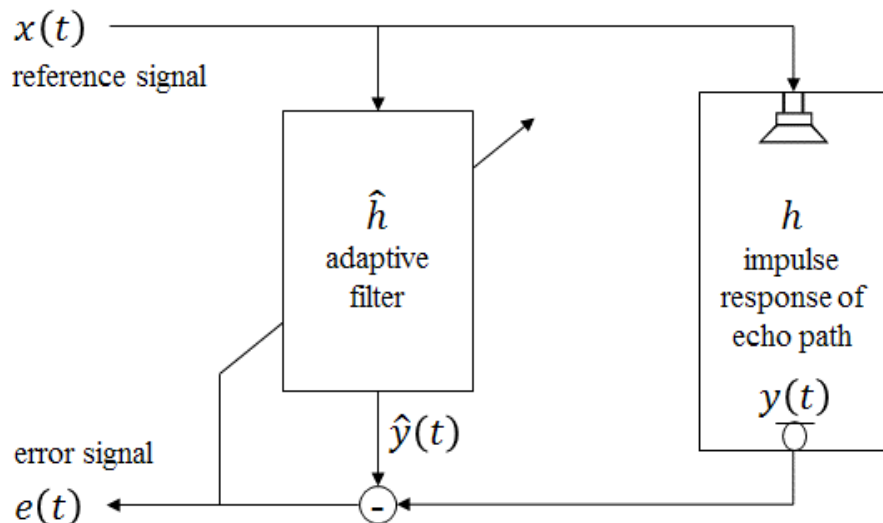 x(t)
reference signal
ĥ
adaptive
filter
h
impulse
response of
echo path
y(t)
ŷ(t)
error signal
e(t)
-